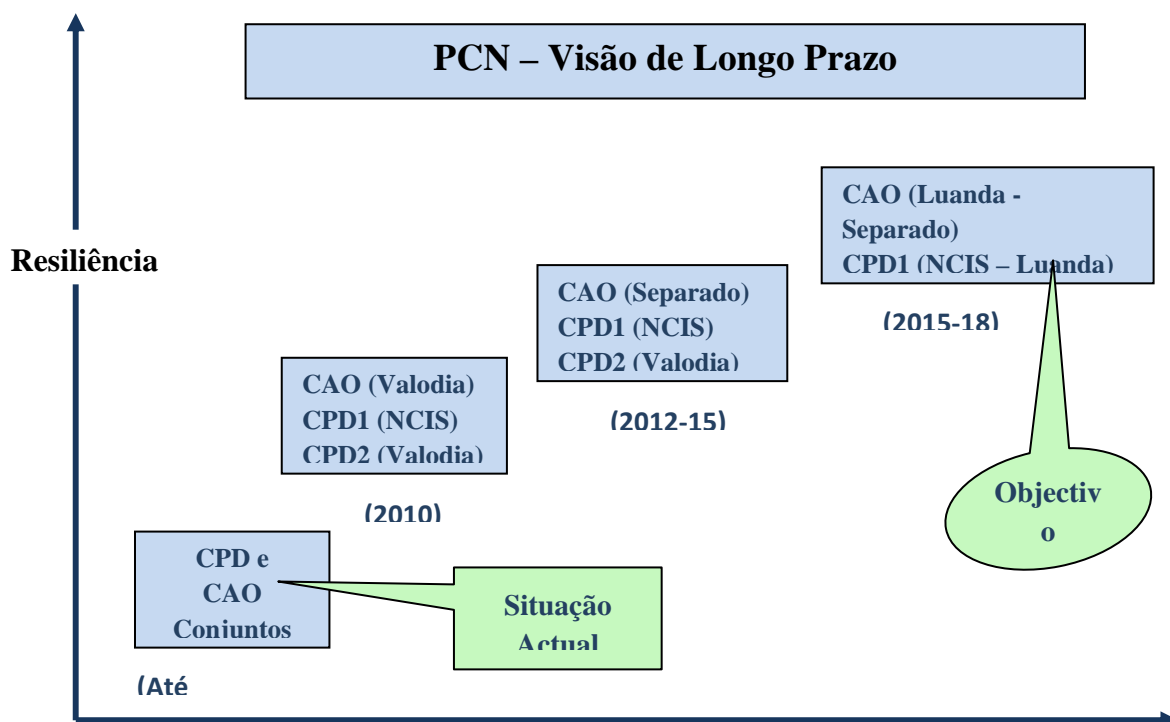 PCN – Visão de Longo Prazo
CAO (Luanda -
Separado)
CPD1 (NCIS – Luanda)
(2015-18)
Resiliência
CAO (Separado)
CPD1 (NCIS)
CPD2 (Valodia)
(2012-15)
CAO (Valodia)
CPD1 (NCIS)
CPD2 (Valodia)
(2010)
Objectiv
o
CPD e
CAO
Conjuntos
(Até
Situação
Actual